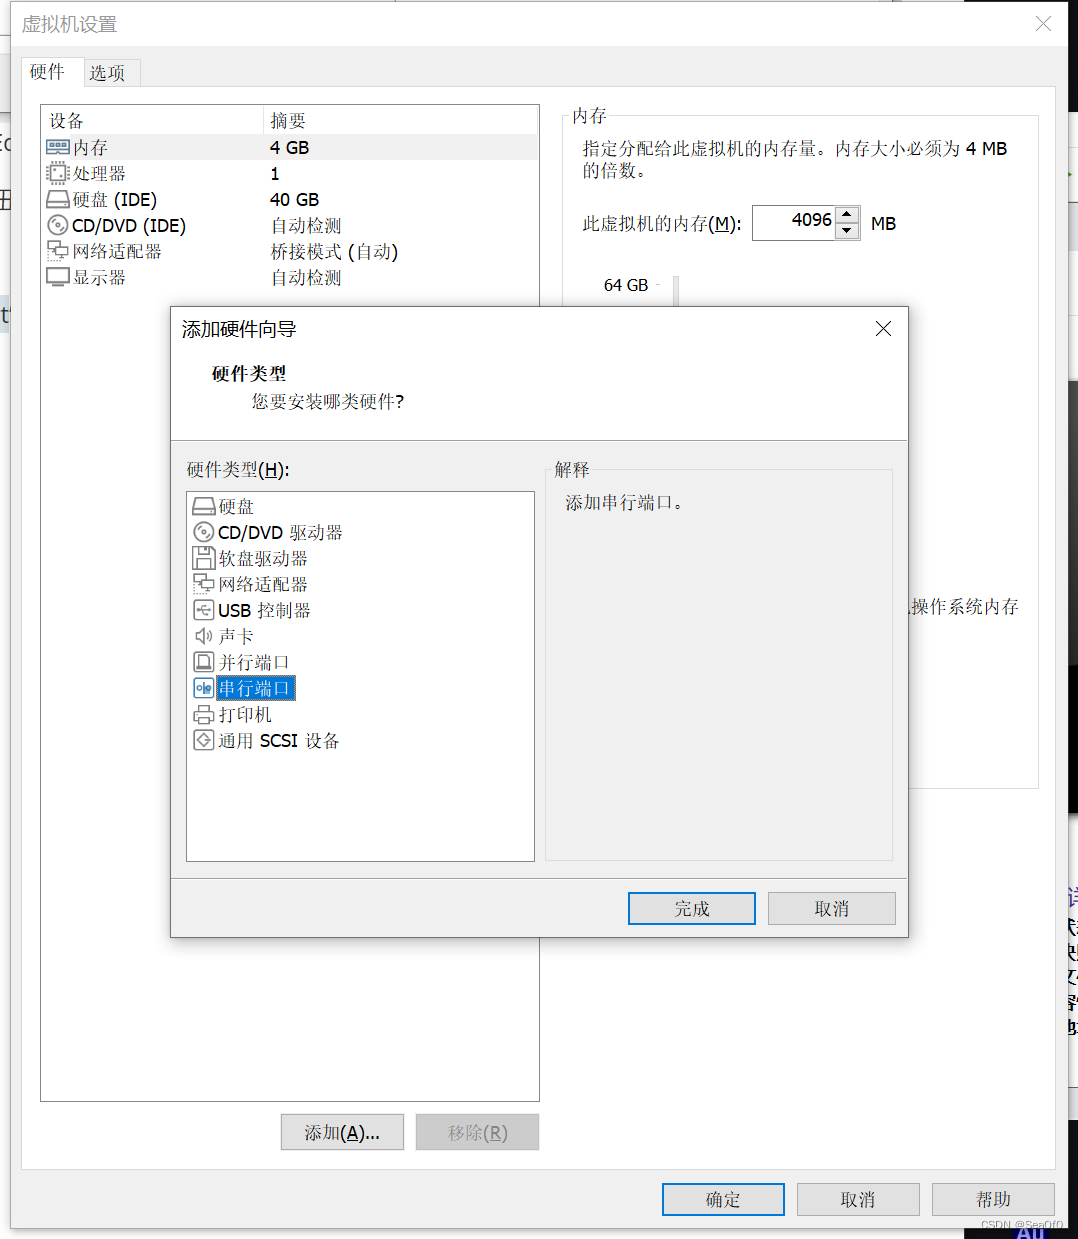 虚拟机设置
硬件 选项
设备 摘要
内存 4 GB
处理器 1
硬盘 (IDE) 40 GB
CD/DVD (IDE) 自动检测
网络适配器 桥接模式 (自动)
显示器 自动检测
内存
指定分配给此虚拟机的内存量。内存大小必须为 4 MB
的倍数。
此虚拟机的内存(M): 4096 MB
64 GB
操作系统内存
添加硬件向导
硬件类型
您要安装哪类硬件?
硬件类型(H):
硬盘
CD/DVD 驱动器
软盘驱动器
网络适配器
USB 控制器
声卡
并行端口
串行端口
打印机
通用 SCSI 设备
解释
添加串行端口。
完成 取消
添加(A)... 移除(R)
确定 取消 帮助
CSDN @SeaOf0
Au